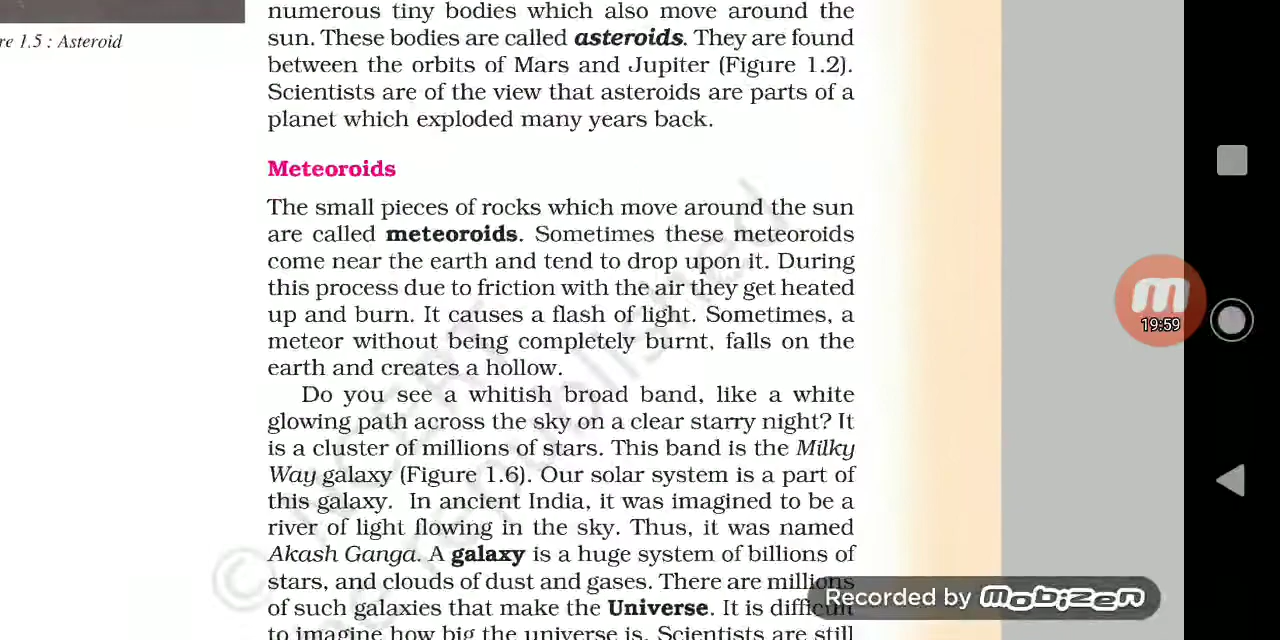 numerous tiny bodies which also move around the
re 1.5 : Asteroid
sun. These bodies are called asteroids. They are found
between the orbits of Mars and Jupiter (Figure 1.2).
Scientists are of the view that asteroids are parts of a
planet which exploded many years back.
Meteoroids
The small pieces of rocks which move around the sun
are called meteoroids. Sometimes these meteoroids
come near the earth and tend to drop upon it. During
this process due to friction with the air they get heated
up and burn. It causes a flash of light. Sometimes, a
meteor without being completely burnt, falls on the
earth and creates a hollow.
Do you see a whitish broad band, like a white
glowing path across the sky on a clear starry night? It
is a cluster of millions of stars. This band is the Milky
Way galaxy (Figure 1.6). Our solar system is a part of
this galaxy. In ancient India, it was imagined to be a
river of light flowing in the sky. Thus, it was named
Akash Ganga. A galaxy is a huge system of billions of
stars, and clouds of dust and gases. There are millions
of such galaxies that make the Universe. It is difficult
to imagine how big the universe is. Scientists are still
© NCERT
republished
19:59
Recorded by mobizen